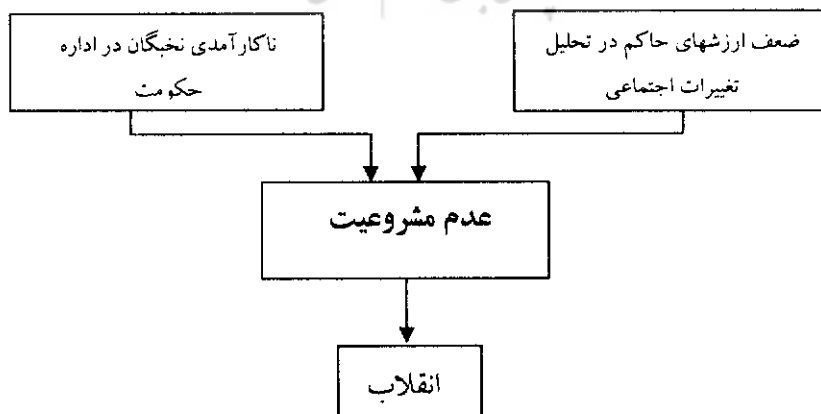 ضعف ارزشهای حاکم در تحلیل
تغییرات اجتماعی
ناکارآمدی نخبگان در اداره
حکومت
عدم مشروعیت
انقلاب